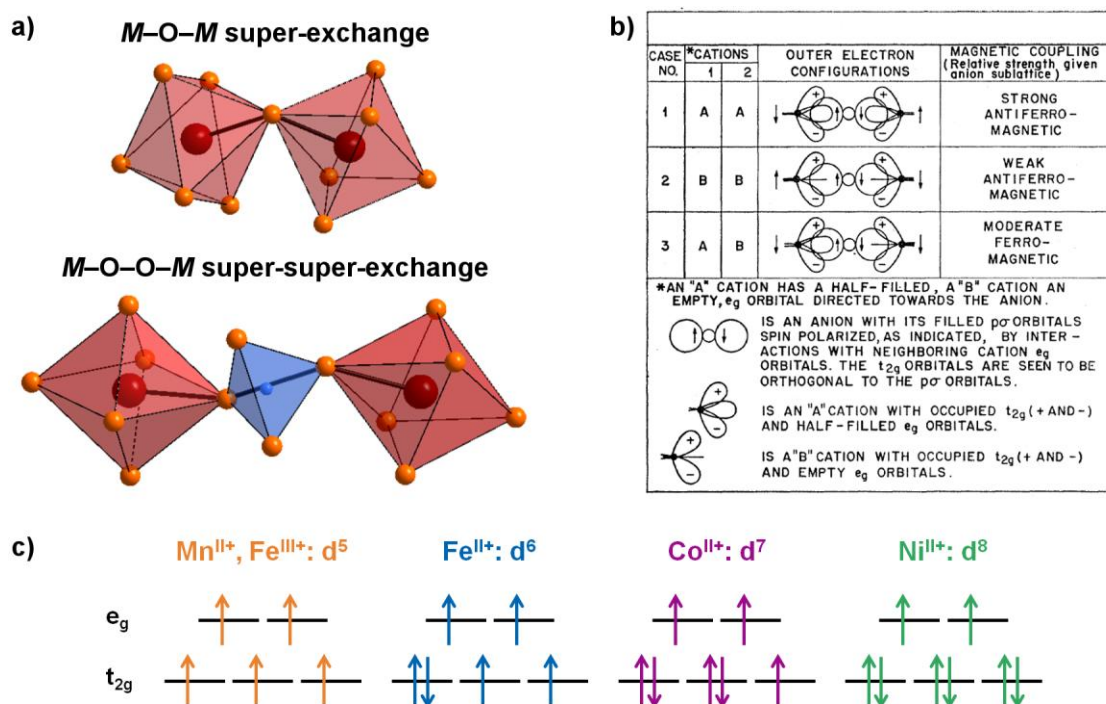 a)
M–O–M super-exchange
M–O–O–M super-super-exchange
b)
CASE NO.
*CATIONS
1 2
OUTER ELECTRON CONFIGURATIONS
MAGNETIC COUPLING
(Relative strength given
anion sublattice)
1 A A
STRONG
ANTIFERRO-
MAGNETIC
2 B B
WEAK
ANTIFERRO-
MAGNETIC
3 A B
MODERATE
FERRO-
MAGNETIC
*AN "A" CATION HAS A HALF-FILLED, A "B" CATION AN
EMPTY, eg ORBITAL DIRECTED TOWARDS THE ANION.
IS AN ANION WITH ITS FILLED pσ ORBITALS
SPIN POLARIZED, AS INDICATED, BY INTER-
ACTIONS WITH NEIGHBORING CATION eg
ORBITALS. THE t2g ORBITALS ARE SEEN TO BE
ORTHOGONAL TO THE pσ ORBITALS.
IS AN "A" CATION WITH OCCUPIED t2g (+ AND -)
AND HALF-FILLED eg ORBITALS.
IS A "B" CATION WITH OCCUPIED t2g (+ AND -)
AND EMPTY eg ORBITALS.
c)
MnII+, FeIII+: d5
FeII+: d6
CoII+: d7
NiII+: d8
eg
t2g